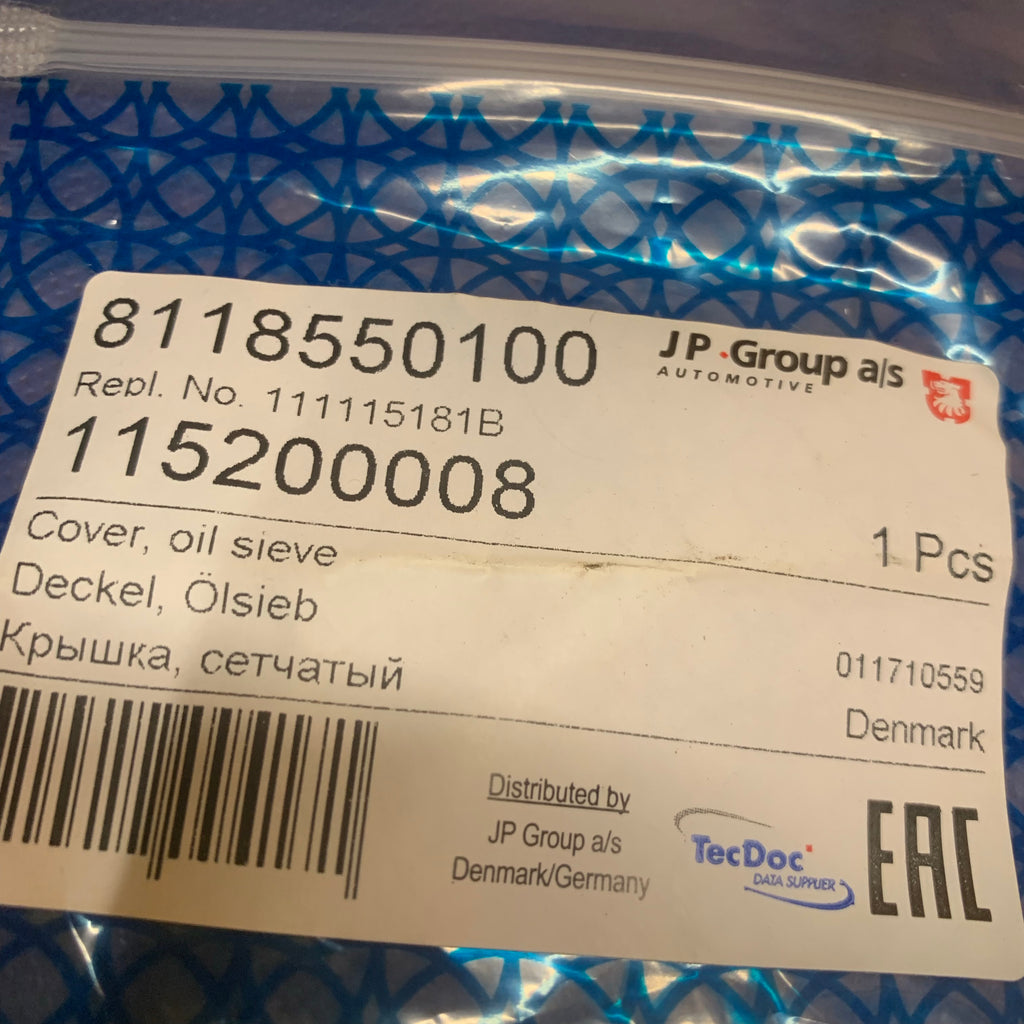 8118550100
JP Group a/s
AUTOMOTIVE
Repl. No. 111115181B
115200008
1 Pcs
Cover, oil sieve
Deckel, Ölsieb
Крышка, сетчатый
011710559
Denmark
Distributed by
JP Group a/s
Denmark/Germany
TecDoc
DATA SUPPLIER
EAC